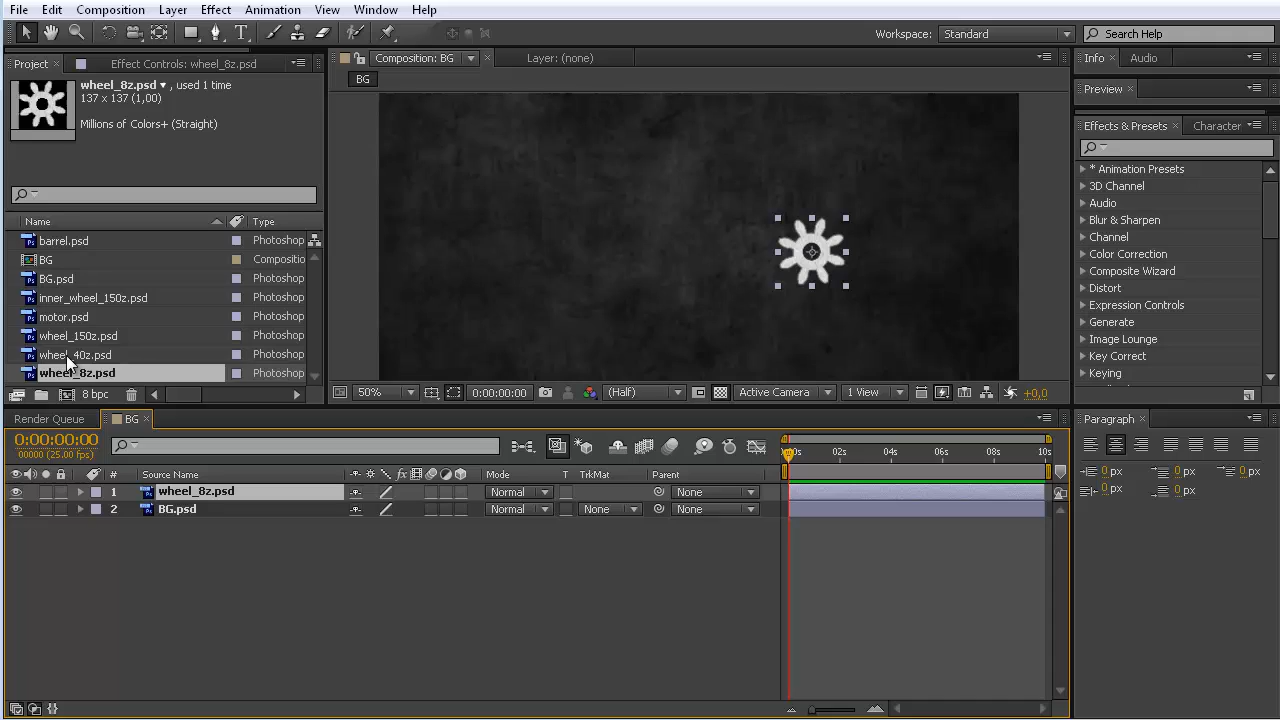 File Edit Composition Layer Effect Animation View Window Help
Workspace: Standard Search Help
Project Effect Controls: wheel_8z.psd
Composition: BG Layer: (none)
Info Audio
BG
wheel_8z.psd , used 1 time
137 x 137 (1,00)
Millions of Colors+ (Straight)
Preview
Effects & Presets Character
* Animation Presets
3D Channel
Audio
Blur & Sharpen
Channel
Color Correction
Composite Wizard
Distort
Expression Controls
Generate
Image Lounge
Key Correct
Keying
Name Type
barrel.psd Photoshop
BG Compositio
BG.psd Photoshop
inner_wheel_150z.psd Photoshop
motor.psd Photoshop
wheel_150z.psd Photoshop
wheel_40z.psd Photoshop
wheel_8z.psd Photoshop
8 bpc
50% 0:00:00:00 (Half) Active Camera 1 View +0,0
Render Queue BG
Paragraph
0:00:00:00
00000 (25.00 fps)
02s 04s 06s 08s 10s
# Source Name fx Mode T TrkMat Parent
1 wheel_8z.psd Normal None
2 BG.psd Normal None None
0 px 0 px 0 px
0 px 0 px